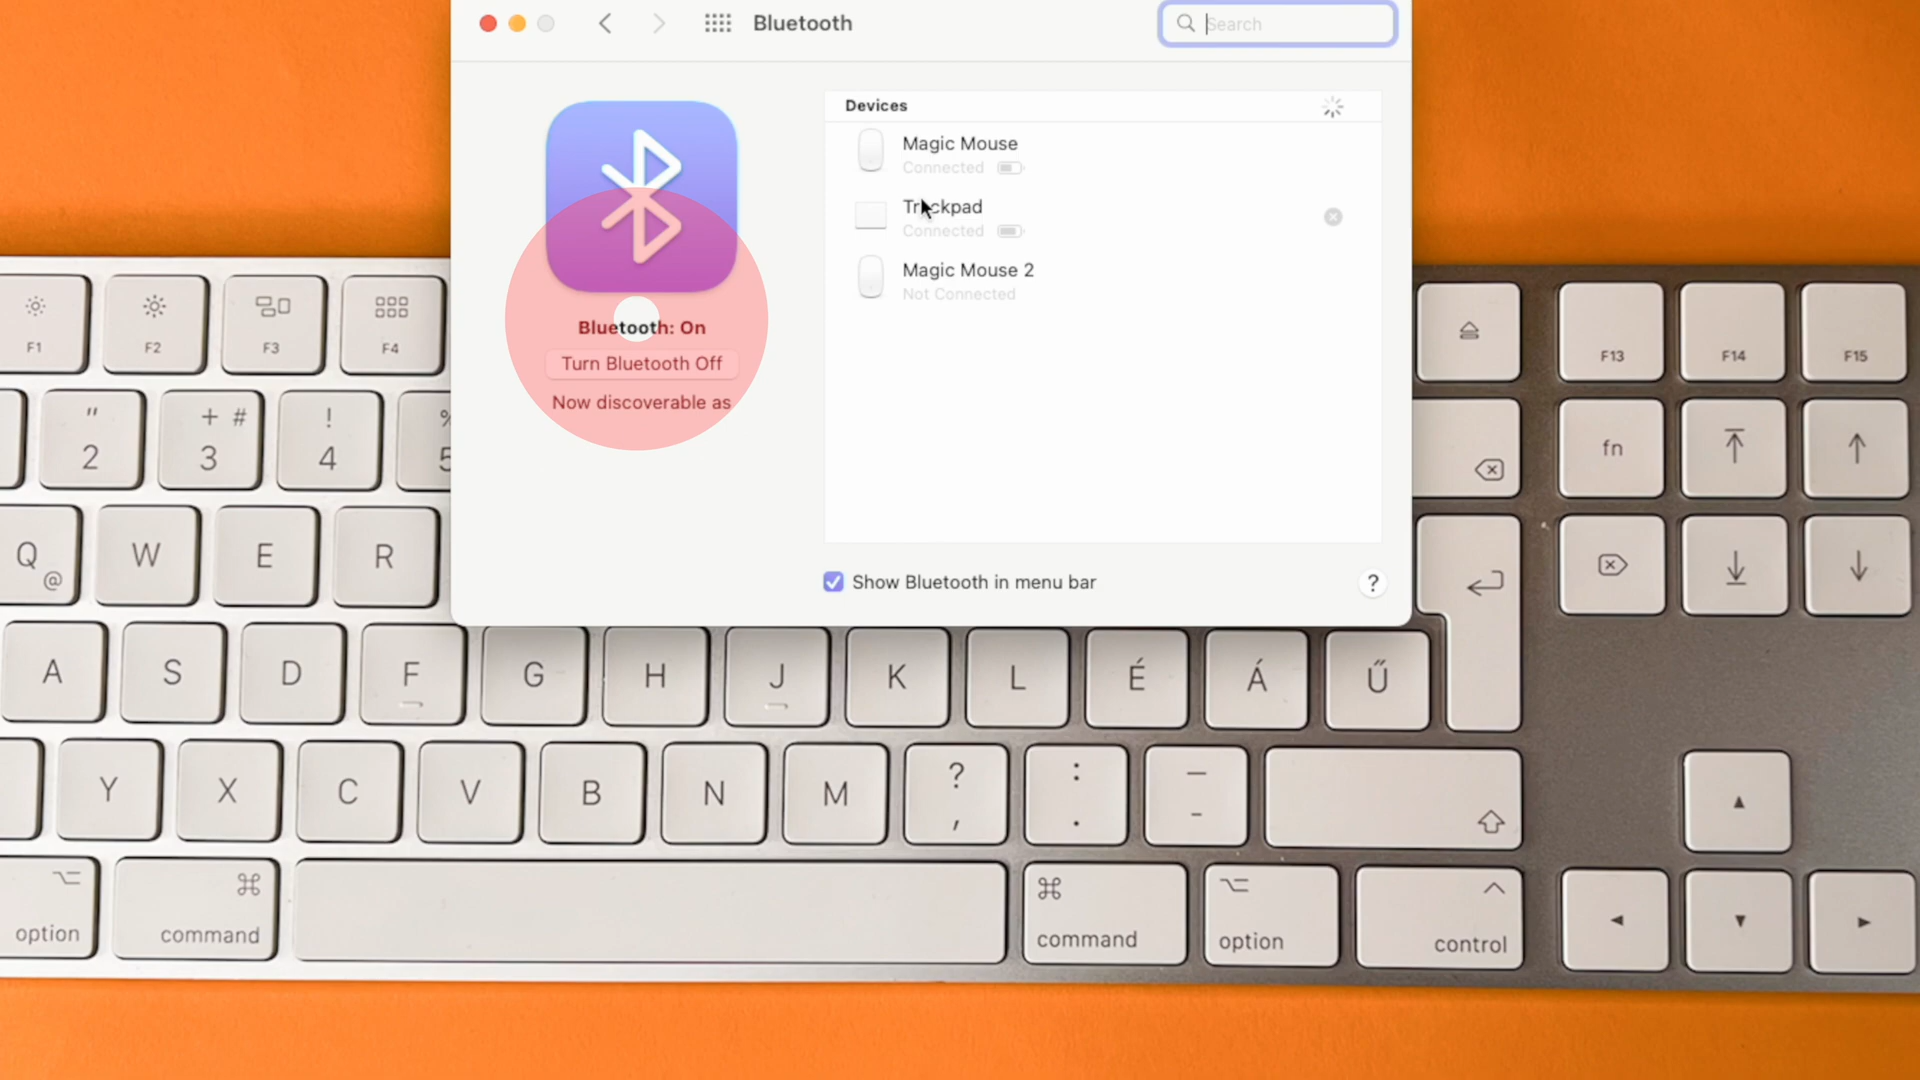 Bluetooth
Search
Devices
Magic Mouse
Connected
Trackpad
Connected
Magic Mouse 2
Not Connected
Bluetooth: On
Turn Bluetooth Off
Now discoverable as
Show Bluetooth in menu bar
?
F1
F2
F3
F4
F13
F14
F15
" 2
+ # 3
! 4
% 5
fn
Q @
W
E
R
A
S
D
F
G
H
J
K
L
É
Á
Ű
Y
X
C
V
B
N
M
? ,
: .
_ -
option
command
command
option
control